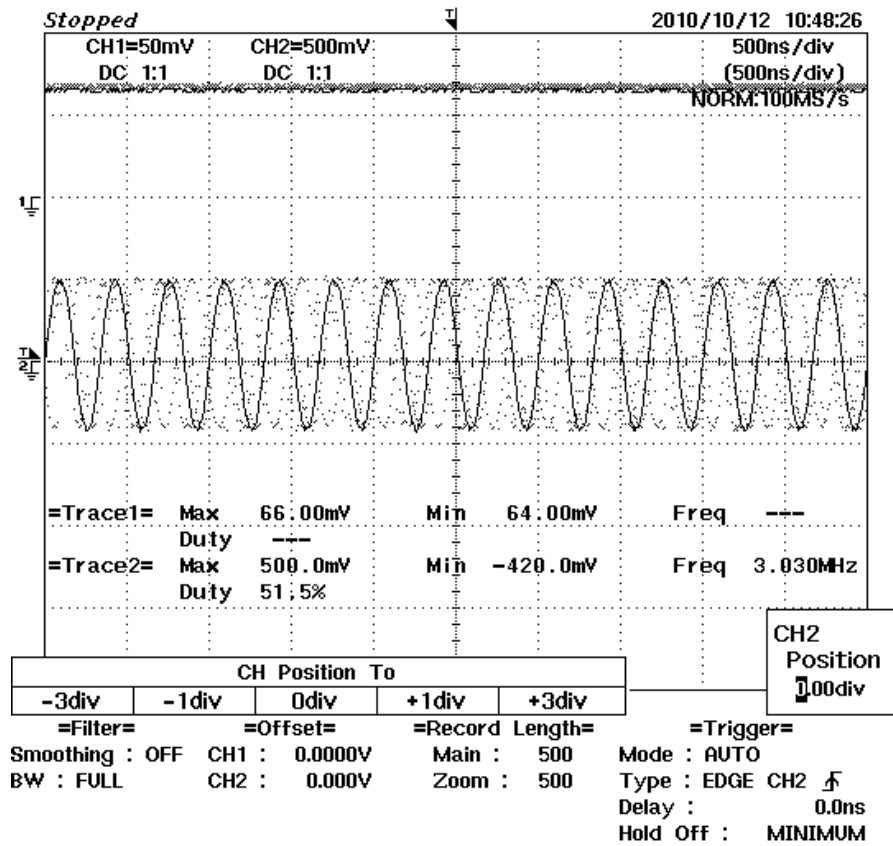 Stopped 2010/10/12 10:48:26
CH1=50mV CH2=500mV 500ns/div
DC 1:1 DC 1:1 (500ns/div)
NORM:100MS/s
=Trace1= Max 66.00mV Min 64.00mV Freq ---
Duty ---
=Trace2= Max 500.0mV Min -420.0mV Freq 3.030MHz
Duty 51.5%
CH2
Position
0.00div
CH Position To
-3div -1div 0div +1div +3div
=Filter= =Offset= =Record Length= =Trigger=
Smoothing : OFF CH1 : 0.0000V Main : 500 Mode : AUTO
BW : FULL CH2 : 0.000V Zoom : 500 Type : EDGE CH2
Delay : 0.0ns
Hold Off : MINIMUM